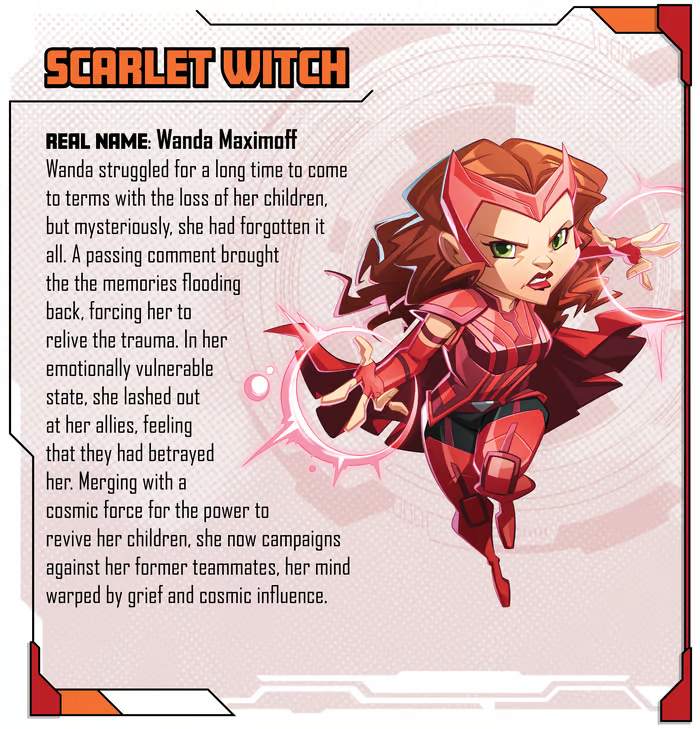 SCARLET WITCH
REAL NAME: Wanda Maximoff
Wanda struggled for a long time to come
to terms with the loss of her children,
but mysteriously, she had forgotten it
all. A passing comment brought
the the memories flooding
back, forcing her to
relive the trauma. In her
emotionally vulnerable
state, she lashed out
at her allies, feeling
that they had betrayed
her. Merging with a
cosmic force for the power to
revive her children, she now campaigns
against her former teammates, her mind
warped by grief and cosmic influence.